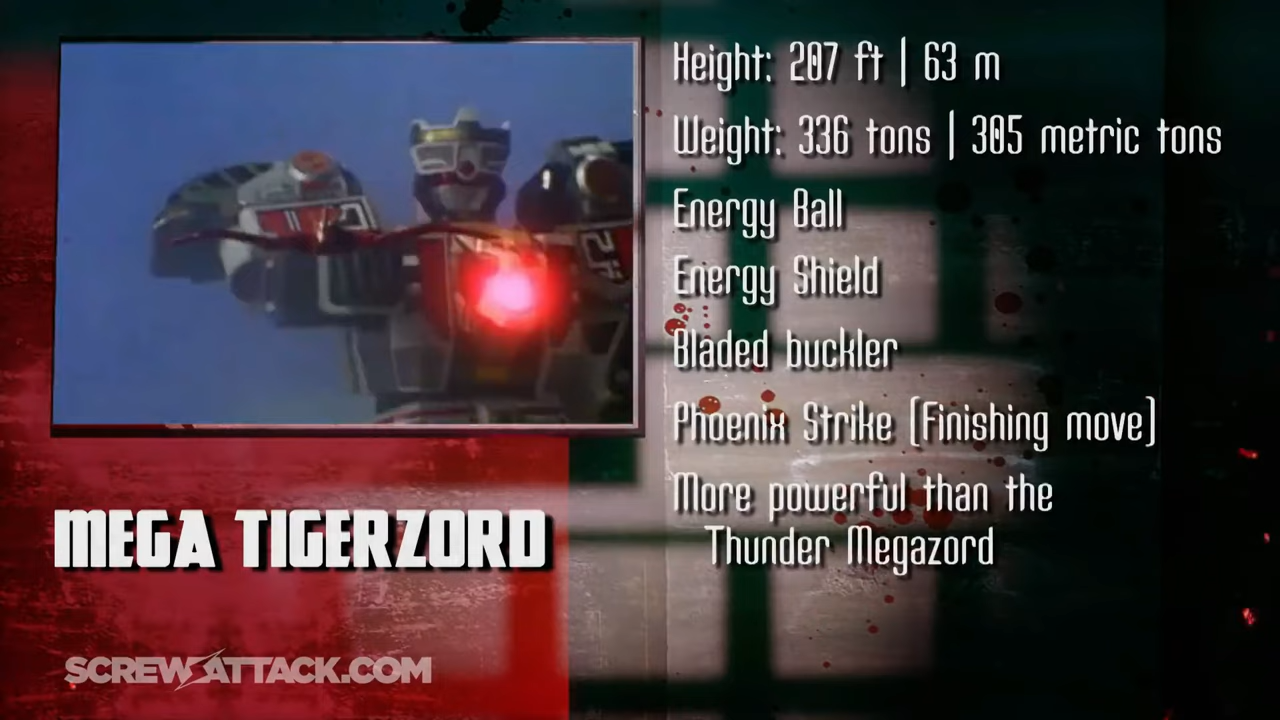 Height: 207 ft | 63 m
Weight: 336 tons | 305 metric tons
Energy Ball
Energy Shield
Bladed buckler
Phoenix Strike (Finishing move)
More powerful than the
Thunder Megazord
MEGA TIGERZORD
SCREWATTACK.COM